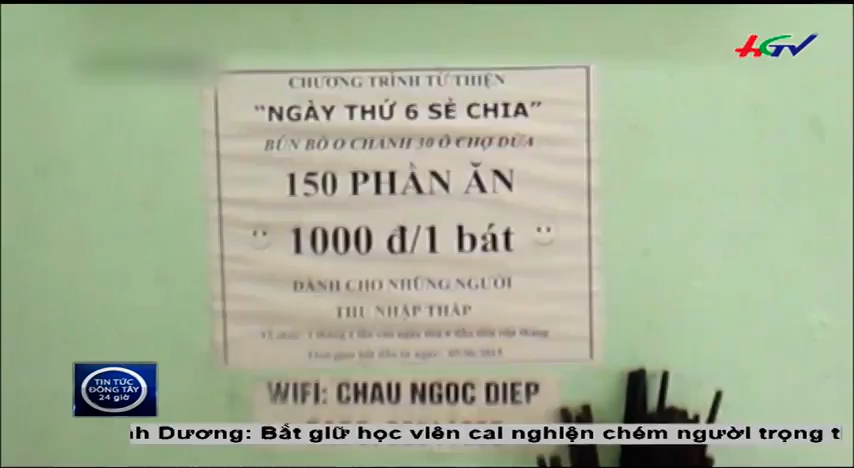 HGTV
CHƯƠNG TRÌNH TỪ THIỆN
"NGÀY THỨ 6 SẺ CHIA"
BÚN BÒ O CHANH 30 Ô CHỢ DỪA
150 PHẦN ĂN
1000 đ/1 bát
DÀNH CHO NHỮNG NGƯỜI
THU NHẬP THẤP
WIFI: CHAU NGOC DIEP
TIN TỨC
ĐÔNG TÂY
24 giờ
nh Dương: Bắt giữ học viên cai nghiện chém người trọng t